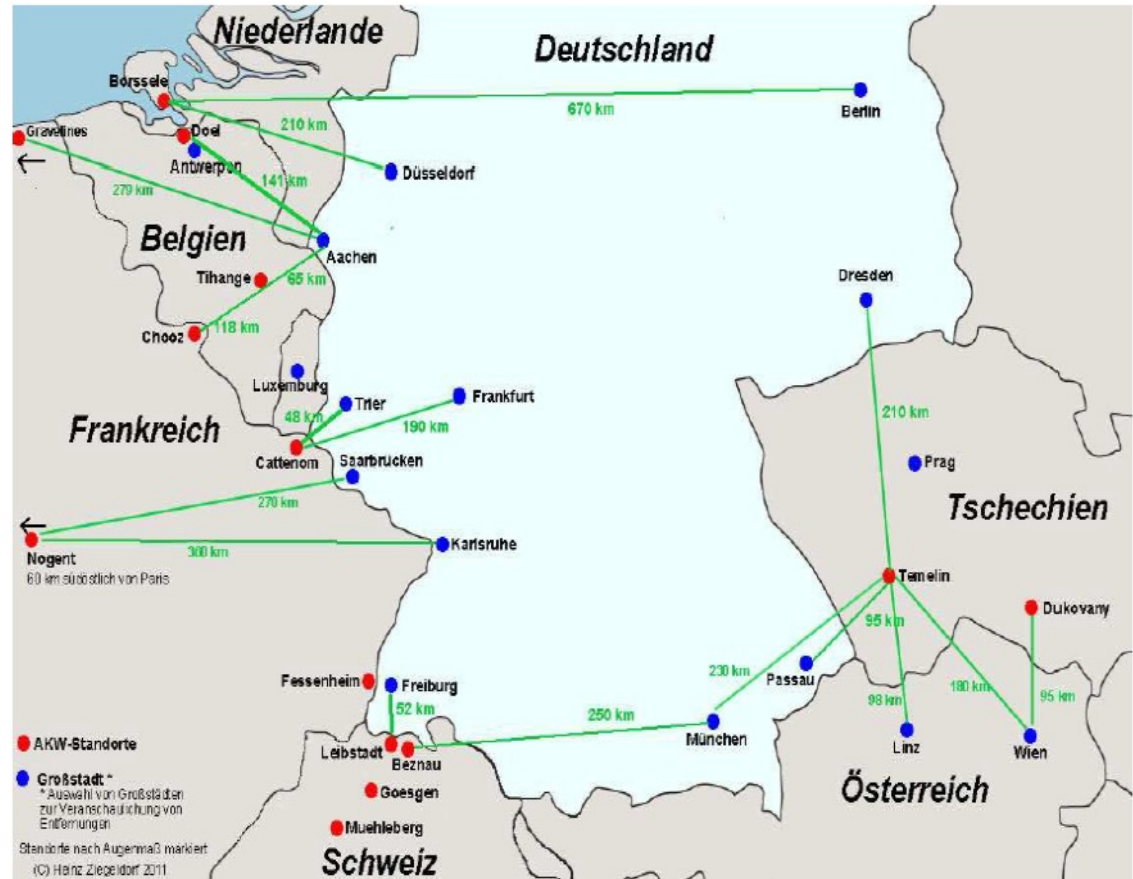 Niederlande
Deutschland
Borssele
Berlin
670 km
210 km
Gravelines
Doel
Antwerpen
Düsseldorf
141 km
279 km
Belgien
Aachen
Tihange
65 km
Dresden
Chooz
118 km
Luxemburg
Trier
Frankfurt
48 km
190 km
210 km
Frankreich
Cattenom
Saarbrücken
Prag
270 km
Tschechien
Nogent
60 km südöstlich von Paris
Karlsruhe
Temelin
Dukovany
95 km
Fessenheim
Freiburg
Passau
230 km
52 km
250 km
98 km
180 km
95 km
München
Linz
Wien
Leibstadt
Beznau
AKW-Standorte
Großstadt *
* Auswahl von Großstädten
zur Veranschaulichung von
Entfernungen
Goesgen
Österreich
Muehleberg
Standorte nach Augenmaß markiert
(C) Heinz Ziegeldorf 2011
Schweiz